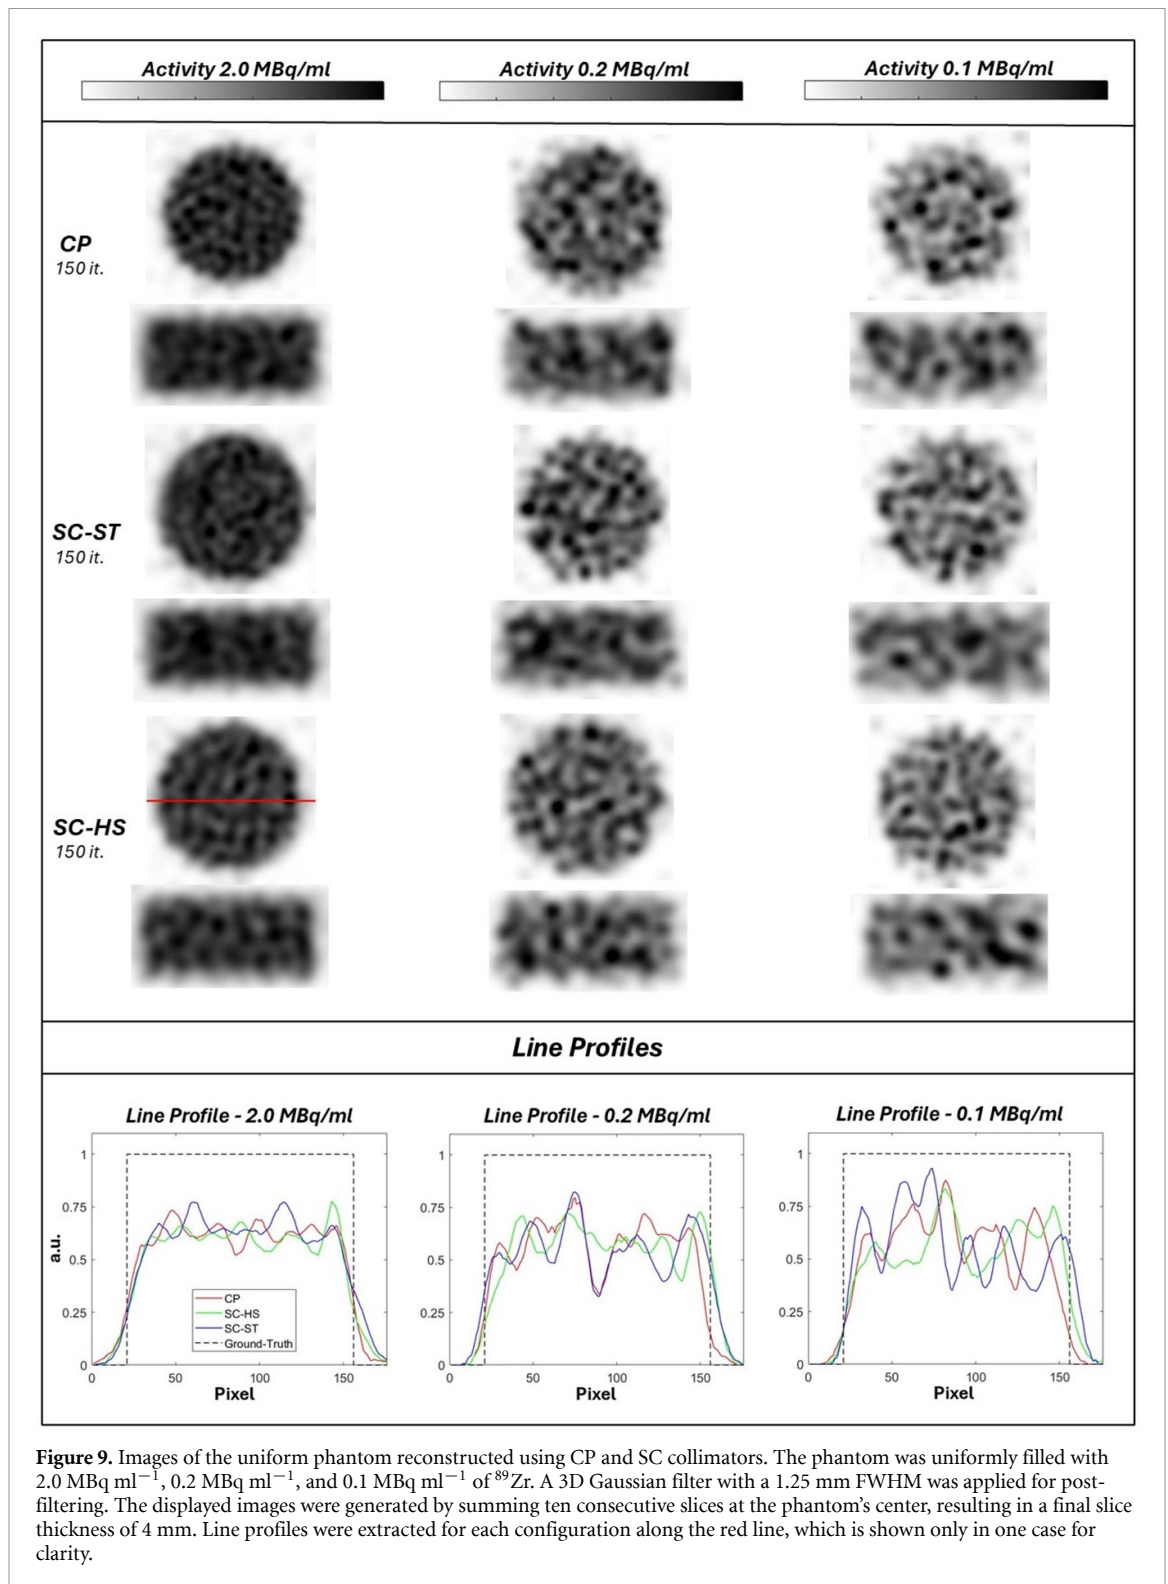 Activity 2.0 MBq/ml
Activity 0.2 MBq/ml
Activity 0.1 MBq/ml
CP
150 it.
SC-ST
150 it.
SC-HS
150 it.
Line Profiles
Line Profile - 2.0 MBq/ml
Line Profile - 0.2 MBq/ml
Line Profile - 0.1 MBq/ml
1
0.75
0.5
0.25
0
a.u.
CP
SC-HS
SC-ST
Ground-Truth
0 50 100 150
Pixel
1
0.75
0.5
0.25
0
0 50 100 150
Pixel
1
0.75
0.5
0.25
0
0 50 100 150
Pixel
Figure 9. Images of the uniform phantom reconstructed using CP and SC collimators. The phantom was uniformly filled with
2.0 MBq ml−1, 0.2 MBq ml−1, and 0.1 MBq ml−1 of 89Zr. A 3D Gaussian filter with a 1.25 mm FWHM was applied for post-
filtering. The displayed images were generated by summing ten consecutive slices at the phantom's center, resulting in a final slice
thickness of 4 mm. Line profiles were extracted for each configuration along the red line, which is shown only in one case for
clarity.